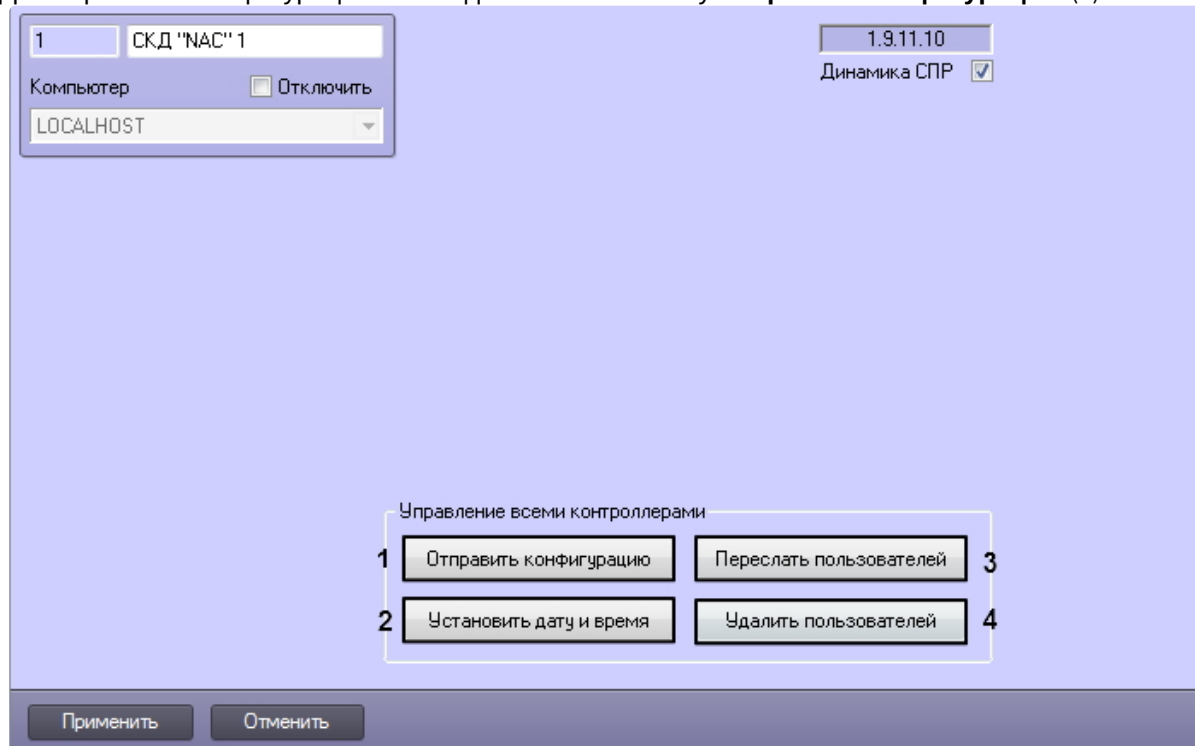 1 СКД "NAC" 1
1.9.11.10
Динамика СПР
Компьютер Отключить
LOCALHOST
Управление всеми контроллерами
1 Отправить конфигурацию Переслать пользователей 3
2 Установить дату и время Удалить пользователей 4
Применить Отменить